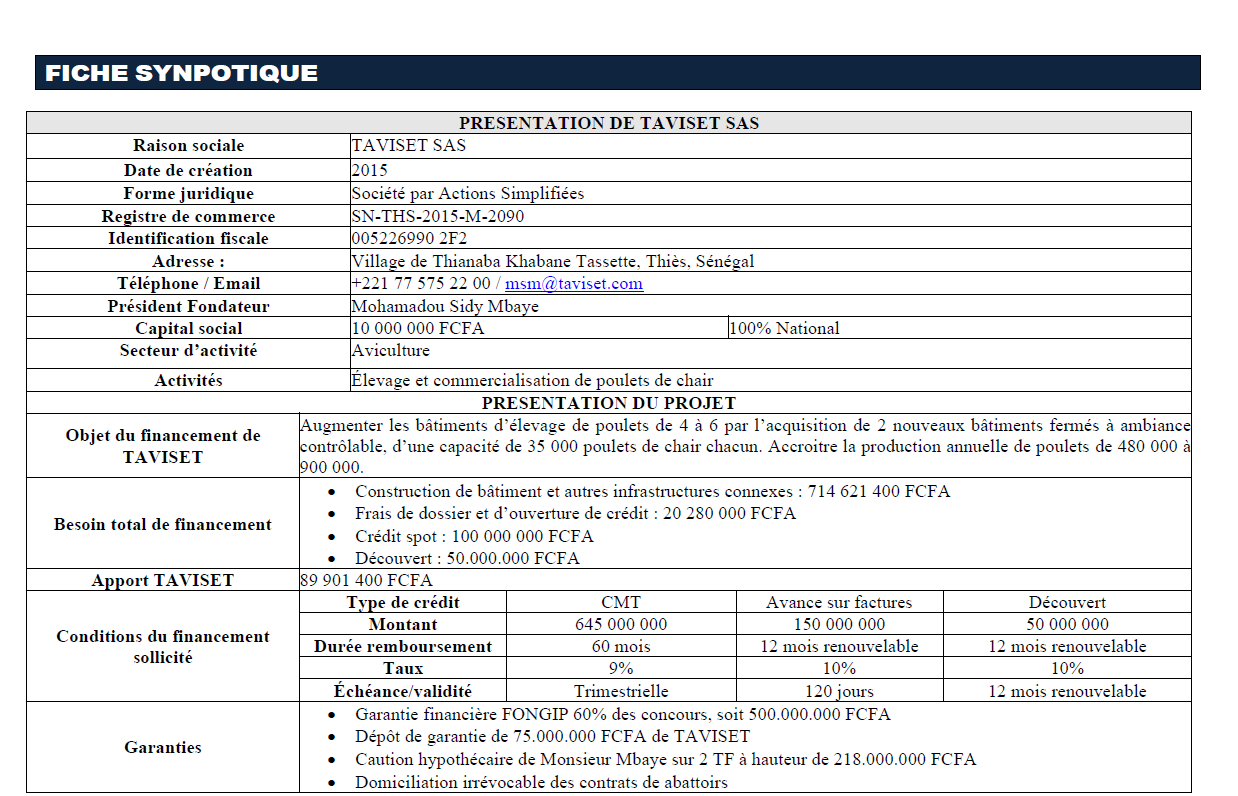 FICHE SYNPOTIQUE
PRESENTATION DE TAVISET SAS
Raison sociale TAVISET SAS
Date de création 2015
Forme juridique Société par Actions Simplifiées
Registre de commerce SN-THS-2015-M-2090
Identification fiscale 005226990 2F2
Adresse : Village de Thianaba Khabane Tassette, Thiès, Sénégal
Téléphone / Email +221 77 575 22 00 / msm@taviset.com
Président Fondateur Mohamadou Sidy Mbaye
Capital social 10 000 000 FCFA 100% National
Secteur d’activité Aviculture
Activités Élevage et commercialisation de poulets de chair
PRESENTATION DU PROJET
Objet du financement de TAVISET
Augmenter les bâtiments d’élevage de poulets de 4 à 6 par l’acquisition de 2 nouveaux bâtiments fermés à ambiance
contrôlable, d’une capacité de 35 000 poulets de chair chacun. Accroitre la production annuelle de poulets de 480 000 à
900 000.
Besoin total de financement
• Construction de bâtiment et autres infrastructures connexes : 714 621 400 FCFA
• Frais de dossier et d’ouverture de crédit : 20 280 000 FCFA
• Crédit spot : 100 000 000 FCFA
• Découvert : 50.000.000 FCFA
Apport TAVISET 89 901 400 FCFA
Conditions du financement sollicité
Type de crédit CMT Avance sur factures Découvert
Montant 645 000 000 150 000 000 50 000 000
Durée remboursement 60 mois 12 mois renouvelable 12 mois renouvelable
Taux 9% 10% 10%
Échéance/validité Trimestrielle 120 jours 12 mois renouvelable
Garanties
• Garantie financière FONGIP 60% des concours, soit 500.000.000 FCFA
• Dépôt de garantie de 75.000.000 FCFA de TAVISET
• Caution hypothécaire de Monsieur Mbaye sur 2 TF à hauteur de 218.000.000 FCFA
• Domiciliation irrévocable des contrats de abattoirs